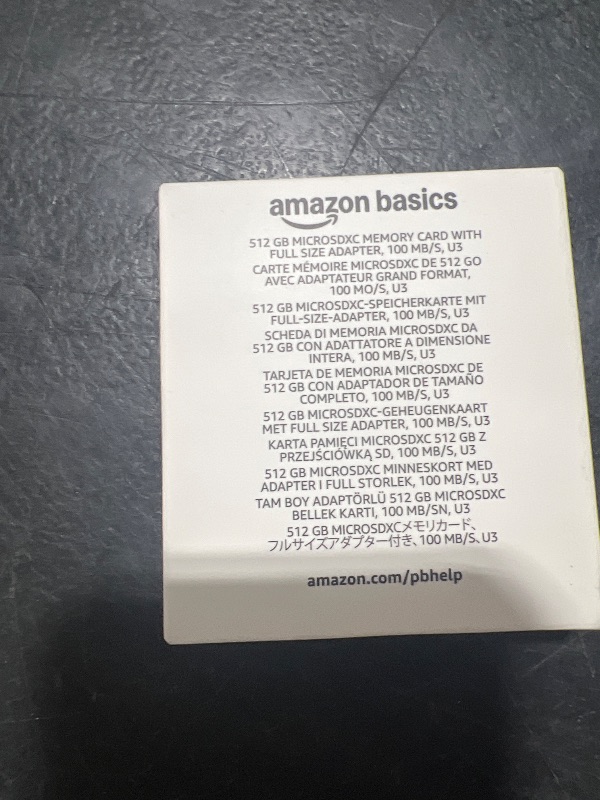 amazon basics
512 GB MICROSDXC MEMORY CARD WITH
FULL SIZE ADAPTER, 100 MB/S, U3
CARTE MÉMOIRE MICROSDXC DE 512 GO
AVEC ADAPTATEUR GRAND FORMAT,
100 MO/S, U3
512 GB MICROSDXC-SPEICHERKARTE MIT
FULL-SIZE-ADAPTER, 100 MB/S, U3
SCHEDA DI MEMORIA MICROSDXC DA
512 GB CON ADATTATORE A DIMENSIONE
INTERA, 100 MB/S, U3
TARJETA DE MEMORIA MICROSDXC DE
512 GB CON ADAPTADOR DE TAMAÑO
COMPLETO, 100 MB/S, U3
512 GB MICROSDXC-GEHEUGENKAART
MET FULL SIZE ADAPTER, 100 MB/S, U3
KARTA PAMIĘCI MICROSDXC 512 GB Z
PRZEJŚCIÓWKĄ SD, 100 MB/S, U3
512 GB MICROSDXC MINNESKORT MED
ADAPTER I FULL STORLEK, 100 MB/S, U3
TAM BOY ADAPTÖRLÜ 512 GB MICROSDXC
BELLEK KARTI, 100 MB/SN, U3
512 GB MICROSDXCメモリカード、
フルサイズアダプター付き、100 MB/S、U3
amazon.com/pbhelp